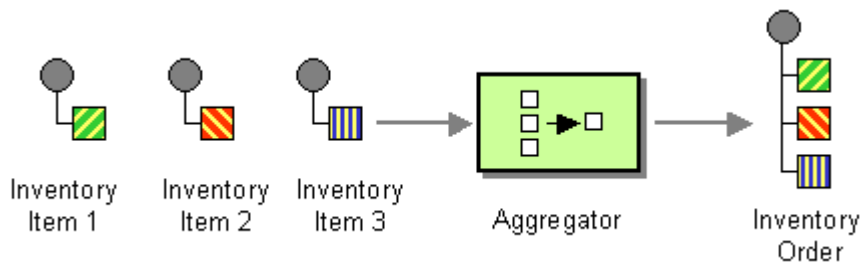 Inventory
Item 1
Inventory
Item 2
Inventory
Item 3
Aggregator
Inventory
Order